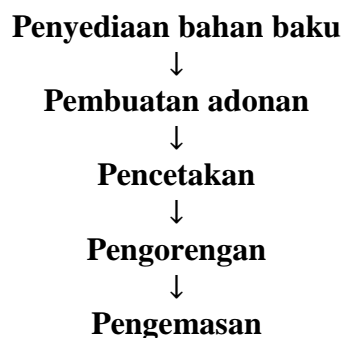 Penyediaan bahan baku
↓
Pembuatan adonan
↓
Pencetakan
↓
Pengorengan
↓
Pengemasan